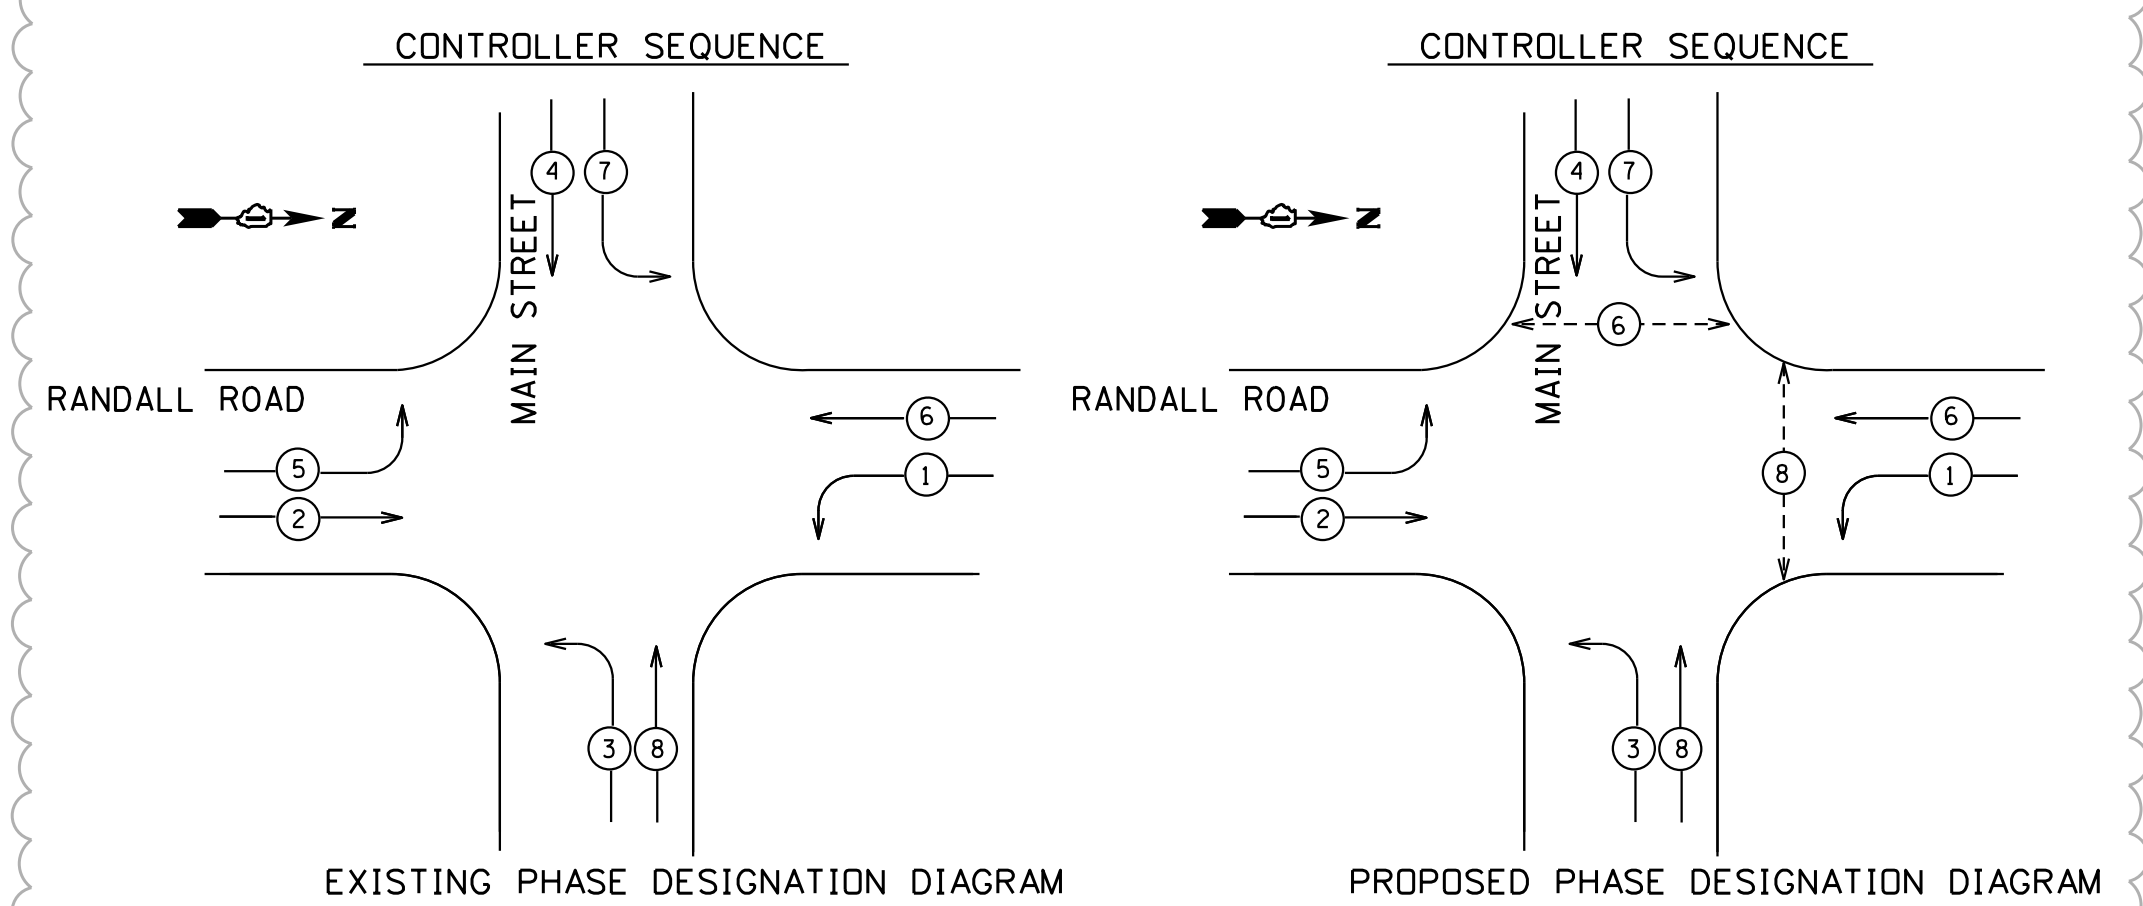 CONTROLLER SEQUENCE
4 7
MAIN STREET
N
RANDALL ROAD
6
5
1
2
3 8
EXISTING PHASE DESIGNATION DIAGRAM
CONTROLLER SEQUENCE
4 7
MAIN STREET
N
6
RANDALL ROAD
6
5
8
1
2
3 8
PROPOSED PHASE DESIGNATION DIAGRAM